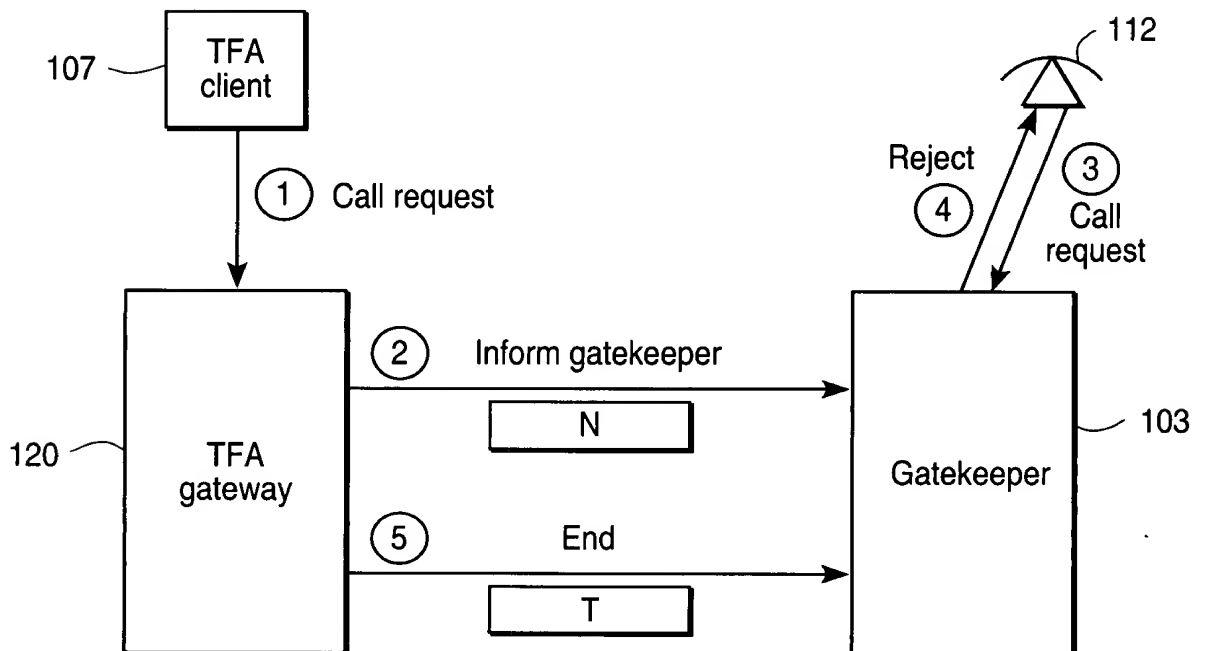 107
TFA
client
112
1
Call request
Reject
4
3
Call
request
2
Inform gatekeeper
N
120
TFA
gateway
Gatekeeper
103
5
End
T